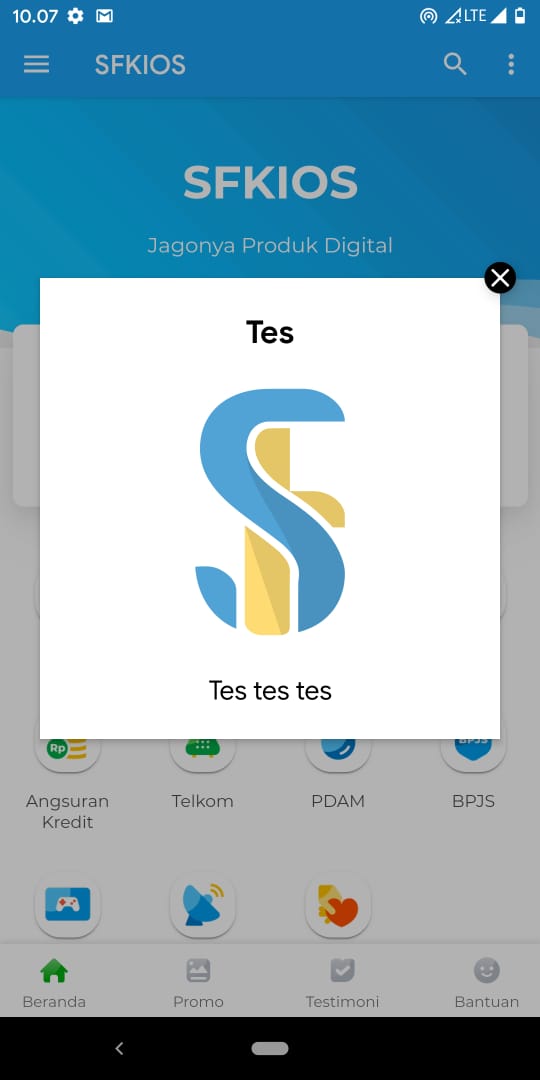 10.07
LTE
SFKIOS
SFKIOS
Jagonya Produk Digital
Tes
Tes tes tes
Rp
BPJS
Angsuran
Kredit
Telkom
PDAM
BPJS
Beranda
Promo
Testimoni
Bantuan